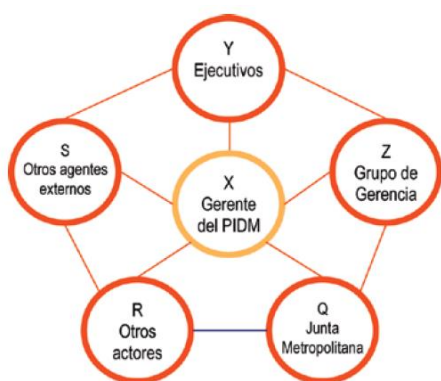 Y
Ejecutivos
S
Otros agentes
externos
X
Gerente
del PIDM
Z
Grupo de
Gerencia
R
Otros
actores
Q
Junta
Metropolitana